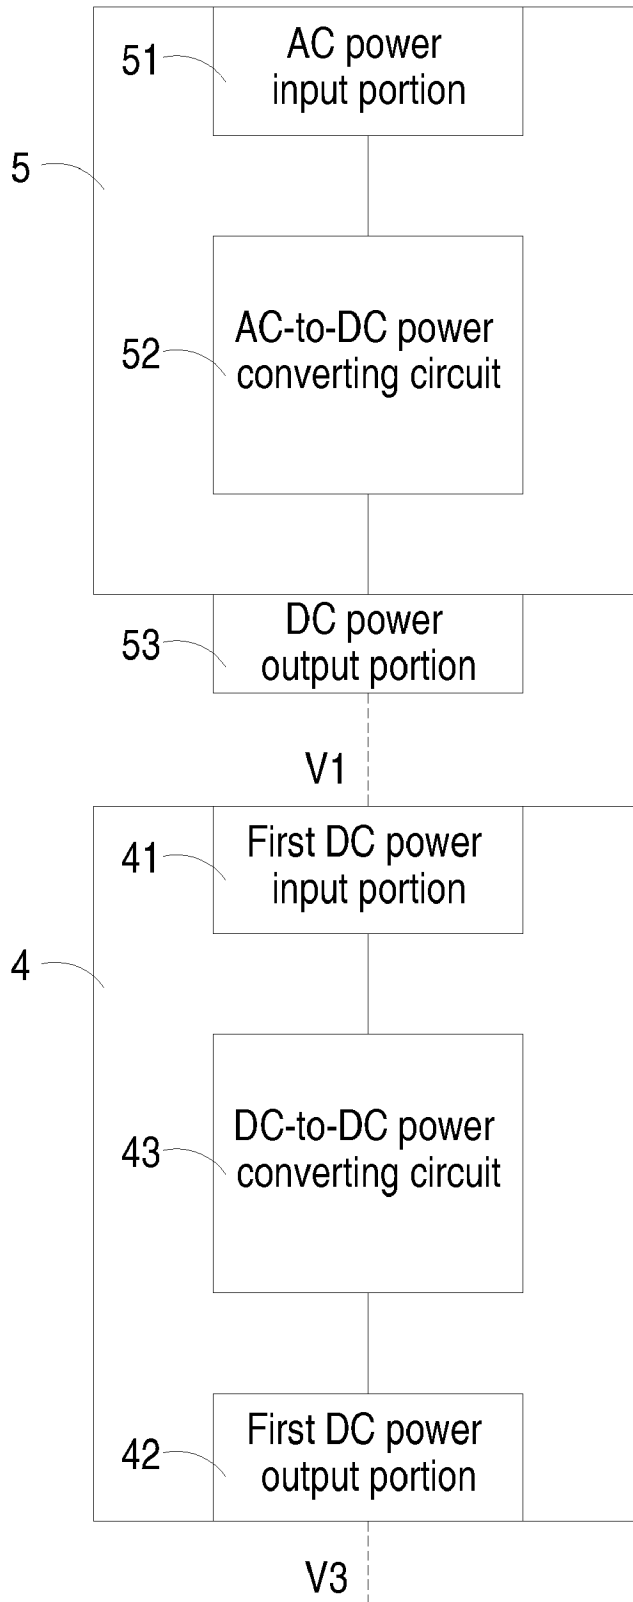 AC power
input portion
51
5
AC-to-DC power
converting circuit
52
DC power
output portion
53
V1
First DC power
input portion
41
4
DC-to-DC power
converting circuit
43
First DC power
output portion
42
V3